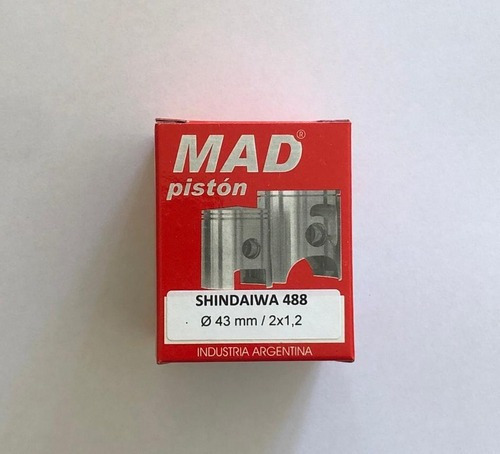 MAD®
pistón
SHINDAIWA 488
Ø 43 mm / 2x1,2
INDUSTRIA ARGENTINA